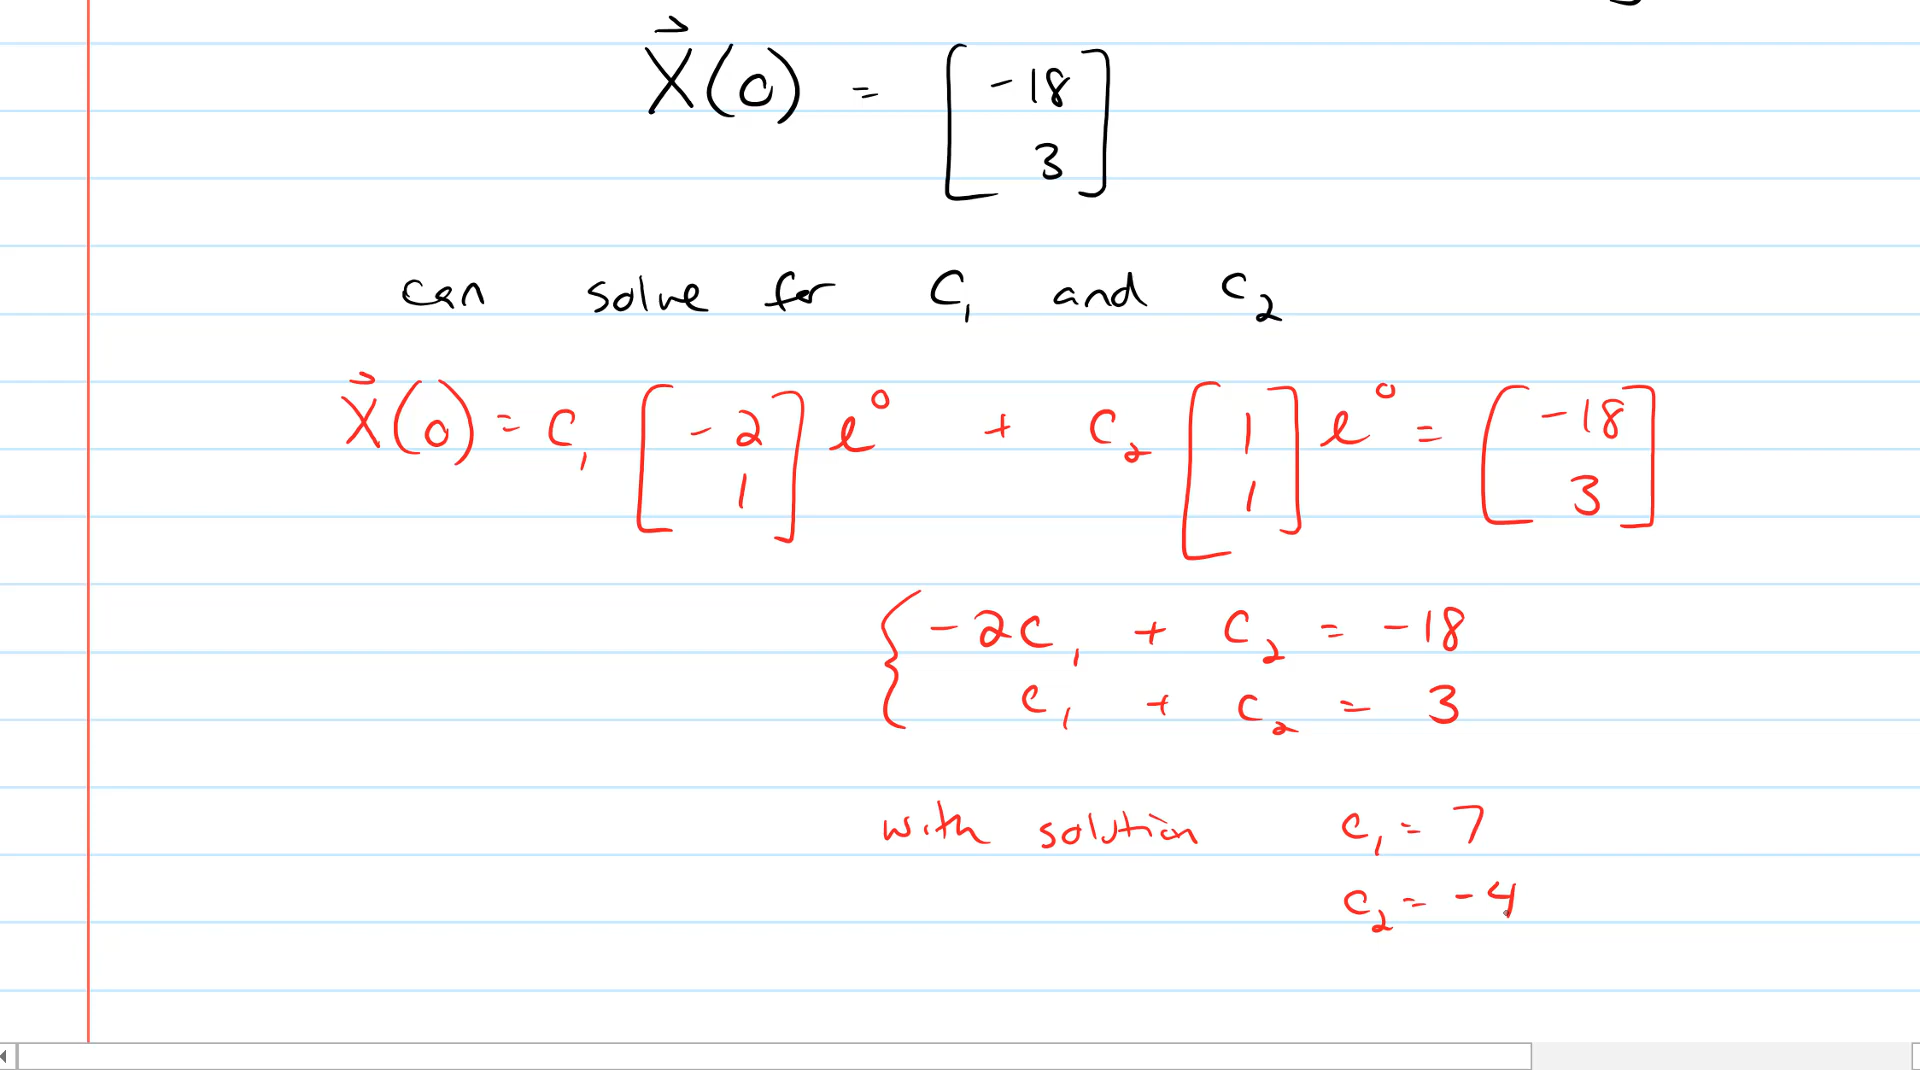 X⃗(0) = [-18 3]
can solve for C₁ and c₂
X⃗(0) = c₁ [-2 1] e⁰ + c₂ [1 1] e⁰ = [-18 3]
{ -2c₁ + c₂ = -18
c₁ + c₂ = 3
with solution c₁ = 7
c₂ = -4